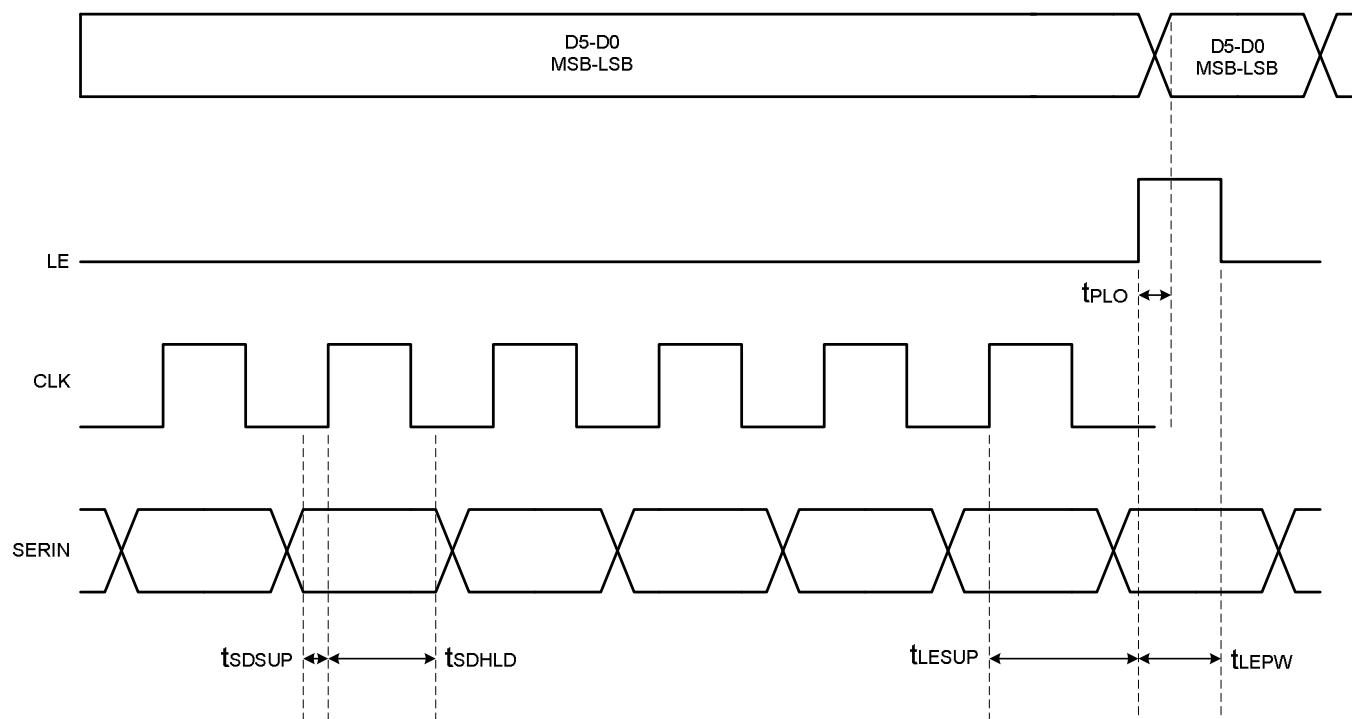 D5-D0
MSB-LSB
D5-D0
MSB-LSB
LE
tPLO
CLK
SERIN
tSDSUP
tSDHLD
tLESUP
tLEPW